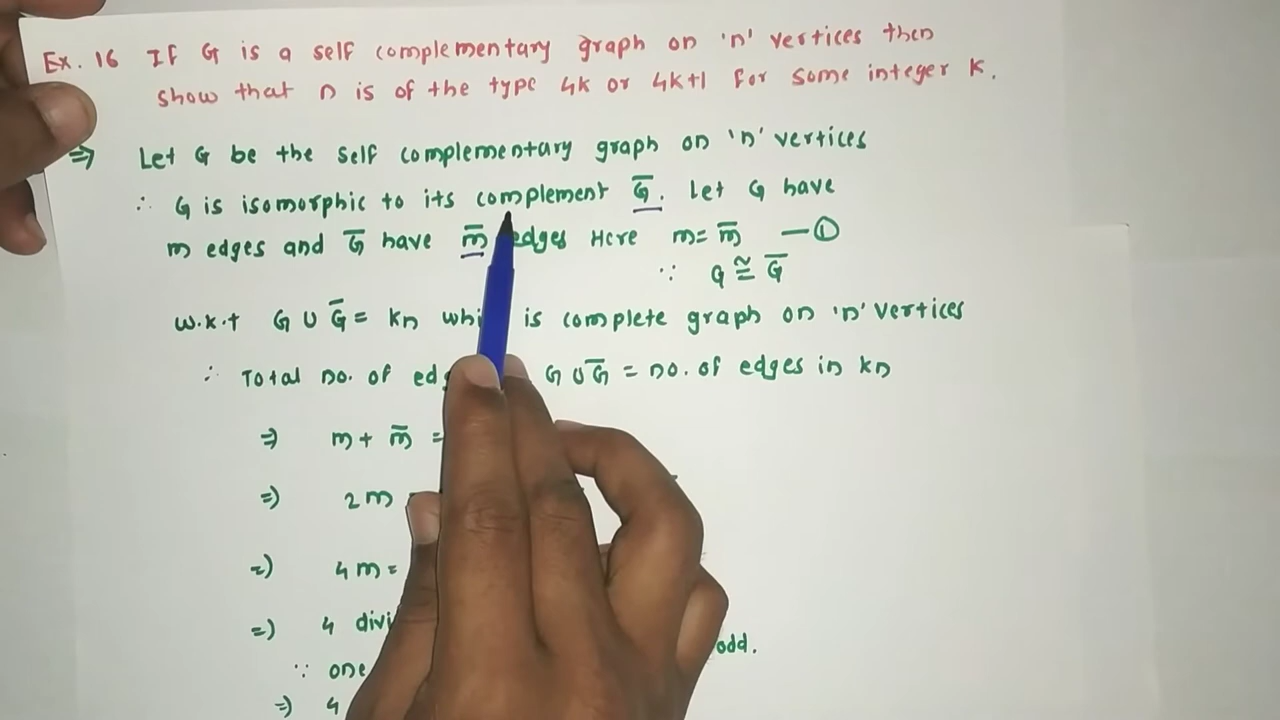 Ex. 16 If G is a self complementary graph on 'n' vertices then
show that n is of the type 4k or 4k+1 for some integer k.
⇒ Let G be the self complementary graph on 'n' vertices
∴ G is isomorphic to its complement G̅. Let G have
m edges and G̅ have m̅ edges Here m = m̅ —①
∵ G ≅ G̅
w.k.t G ∪ G̅ = kn is complete graph on 'n' vertices
∴ Total no. of G ∪ G̅ = no. of edges in kn
⇒ m + m̅ =
⇒ 2m
⇒ 4m =
⇒ 4 odd.
∵ one
⇒ 4